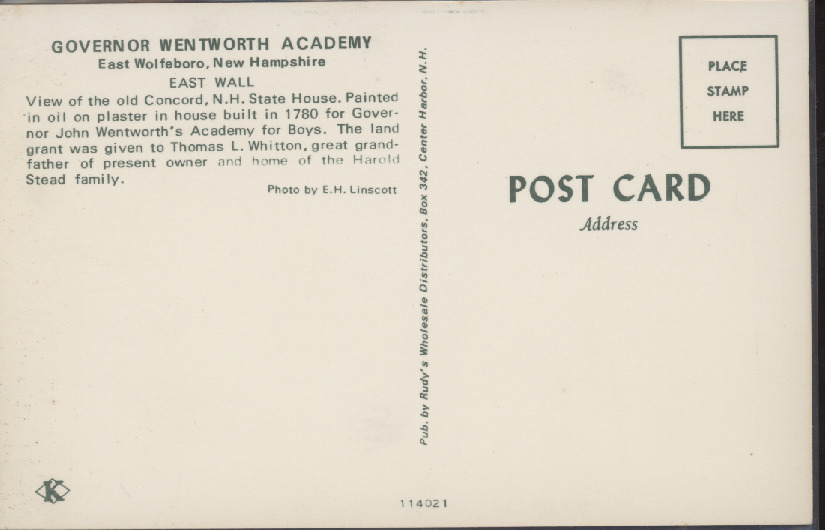 GOVERNOR WENTWORTH ACADEMY
East Wolfeboro, New Hampshire
EAST WALL
View of the old Concord, N.H. State House. Painted
in oil on plaster in house built in 1780 for Gover-
nor John Wentworth's Academy for Boys. The land
grant was given to Thomas L. Whitton, great grand-
father of present owner and home of the Harold
Stead family.
Photo by E.H. Linscott
Pub. by Rudy's Wholesale Distributors, Box 342, Center Harbor, N.H.
PLACE
STAMP
HERE
POST CARD
Address
K
114021